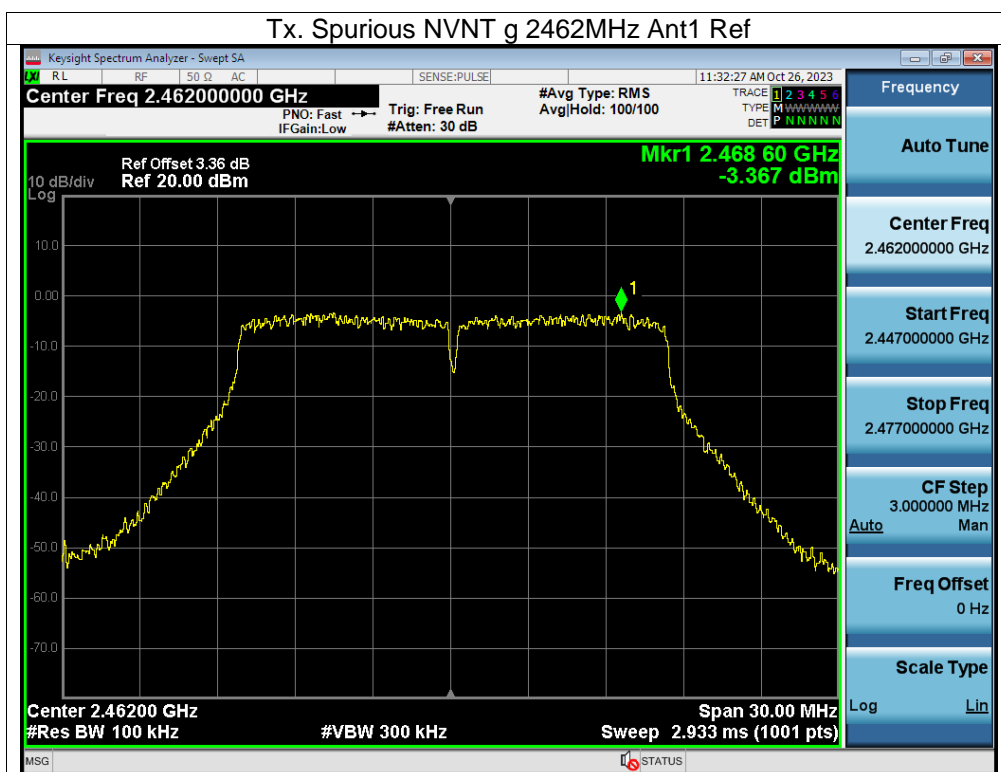 Tx. Spurious NVNT g 2462MHz Ant1 Ref
Keysight Spectrum Analyzer - Swept SA
LXI RL RF 50 Ω AC SENSE:PULSE 11:32:27 AM Oct 26, 2023
Center Freq 2.462000000 GHz
PNO: Fast
IFGain:Low
Trig: Free Run
#Atten: 30 dB
#Avg Type: RMS
Avg|Hold: 100/100
TRACE 1 2 3 4 5 6
TYPE M W W W W W
DET P N N N N N
Mkr1 2.468 60 GHz
-3.367 dBm
Ref Offset 3.36 dB
10 dB/div Ref 20.00 dBm
Log
10.0
0.00
-10.0
-20.0
-30.0
-40.0
-50.0
-60.0
-70.0
1
Center 2.46200 GHz Span 30.00 MHz
#Res BW 100 kHz #VBW 300 kHz Sweep 2.933 ms (1001 pts)
MSG STATUS
Frequency
Auto Tune
Center Freq
2.462000000 GHz
Start Freq
2.447000000 GHz
Stop Freq
2.477000000 GHz
CF Step
3.000000 MHz
Auto Man
Freq Offset
0 Hz
Scale Type
Log Lin